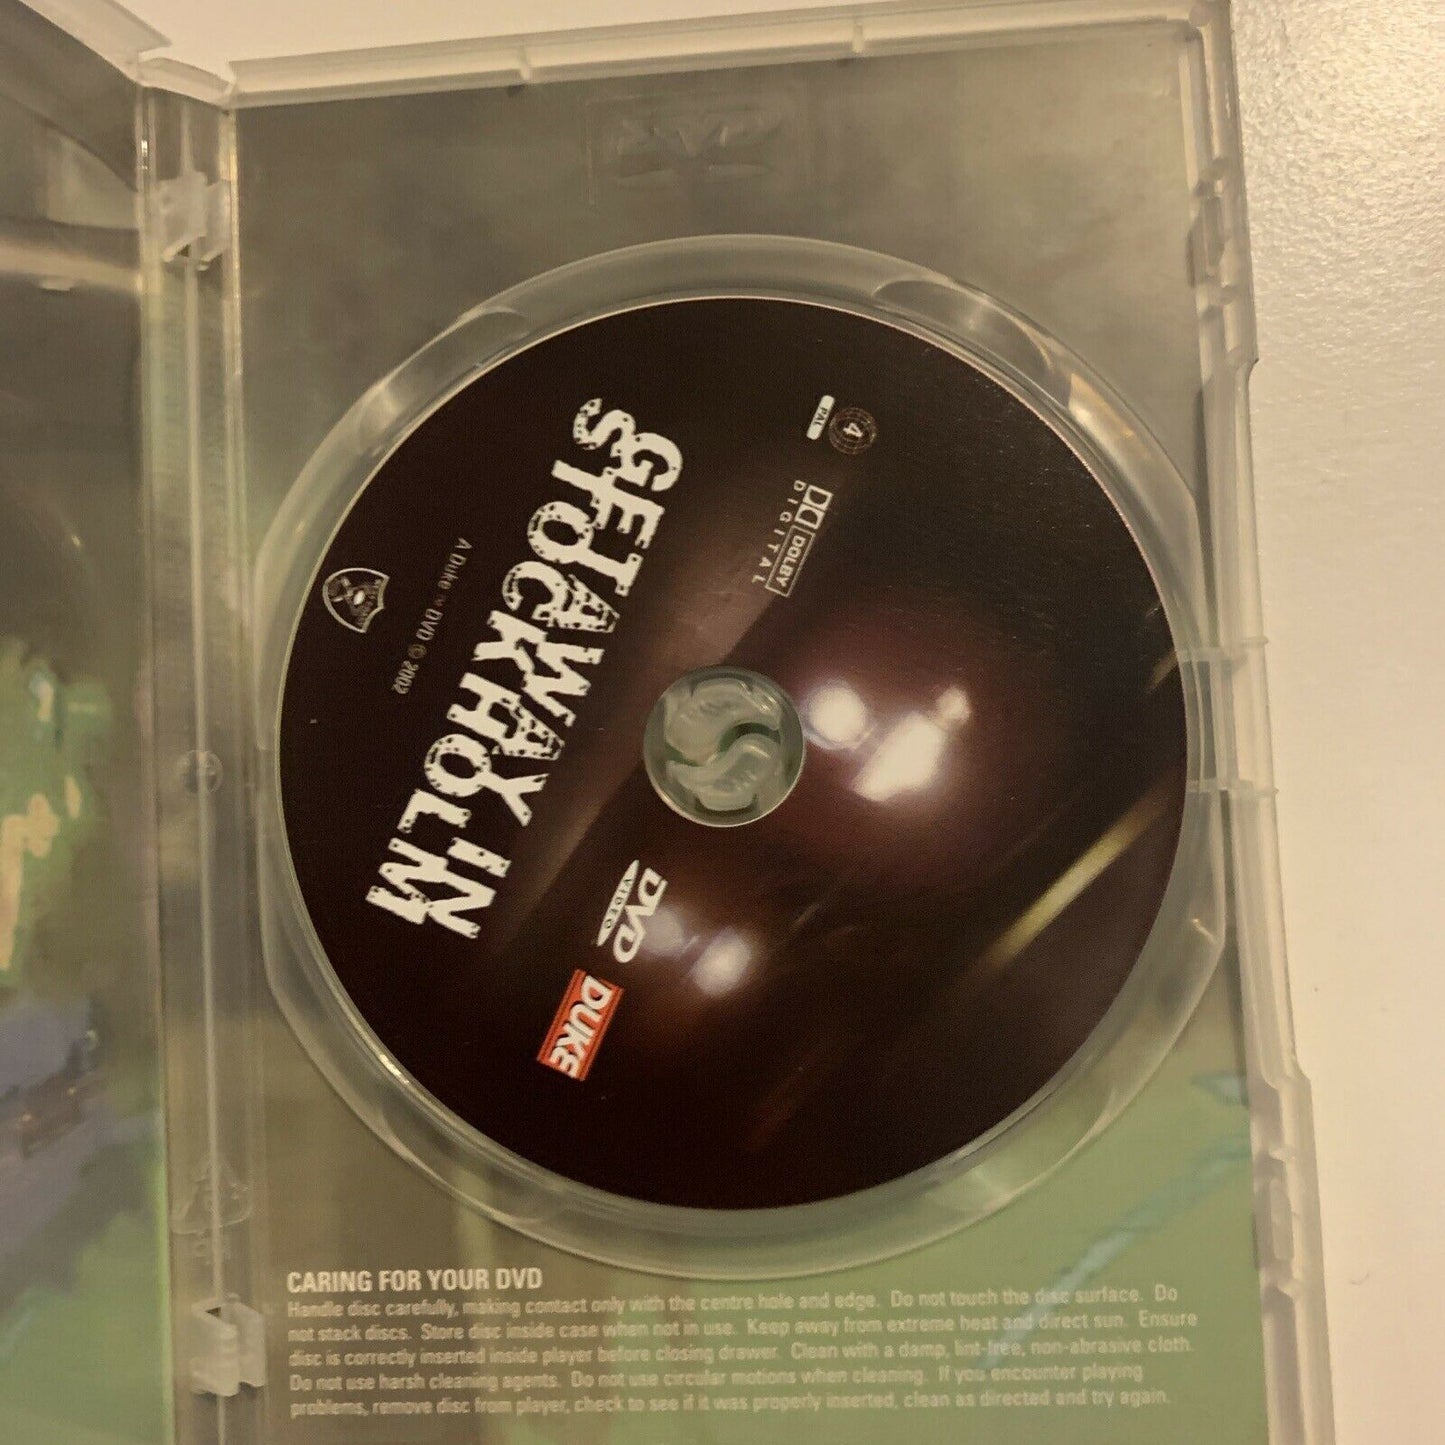 GETAWAY IN
STOCKHOLM
A Duke™ DVD © 2002
PAL
4
DOLBY
DIGITAL
DVD
VIDEO
DUKE
CARING FOR YOUR DVD
Handle disc carefully, making contact only with the centre hole and edge. Do not touch the disc surface. Do
not stack discs. Store disc inside case when not in use. Keep away from extreme heat and direct sun. Ensure
disc is correctly inserted inside player before closing drawer. Clean with a damp, lint-free, non-abrasive cloth.
Do not use harsh cleaning agents. Do not use circular motions when cleaning. If you encounter playing
problems, remove disc from player, check to see if it was properly inserted, clean as directed and try again.